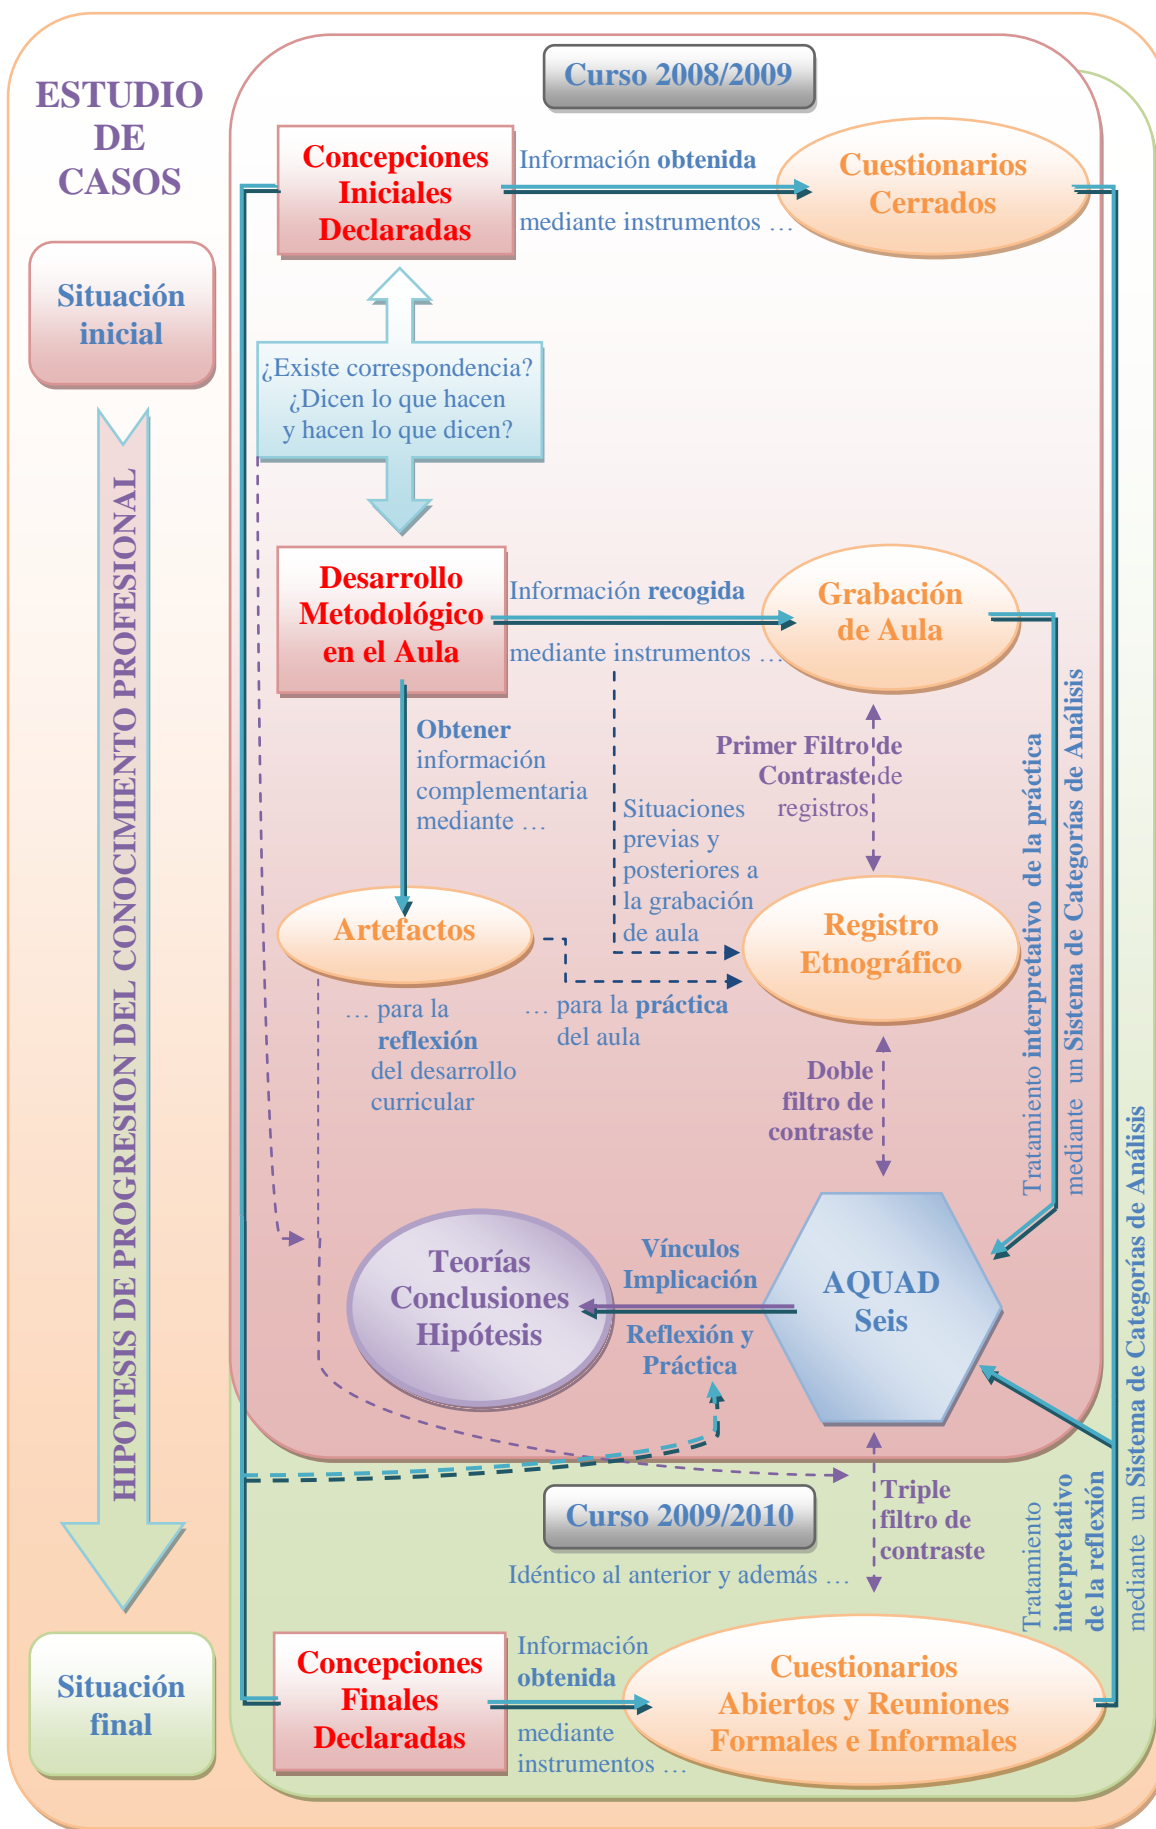 ESTUDIO
DE
CASOS
Curso 2008/2009
Concepciones
Iniciales
Declaradas
Información obtenida
mediante instrumentos …
Cuestionarios
Cerrados
Situación
inicial
¿Existe correspondencia?
¿Dicen lo que hacen
y hacen lo que dicen?
HIPOTESIS DE PROGRESION DEL CONOCIMIENTO PROFESIONAL
Desarrollo
Metodológico
en el Aula
Información recogida
mediante instrumentos …
Grabación
de Aula
Obtener
información
complementaria
mediante …
Primer Filtro de
Contraste de
registros
Situaciones
previas y
posteriores a
la grabación
de aula
Artefactos
Registro
Etnográfico
… para la
reflexión
del desarrollo
curricular
… para la práctica
del aula
Doble
filtro de
contraste
Tratamiento interpretativo de la práctica
mediante un Sistema de Categorías de Análisis
Teorías
Conclusiones
Hipótesis
Vínculos
Implicación
Reflexión y
Práctica
AQUAD
Seis
Triple
filtro de
contraste
Tratamiento
interpretativo
de la reflexión
mediante un Sistema de Categorías de Análisis
Curso 2009/2010
Idéntico al anterior y además …
Situación
final
Concepciones
Finales
Declaradas
Información
obtenida
mediante
instrumentos …
Cuestionarios
Abiertos y Reuniones
Formales e Informales